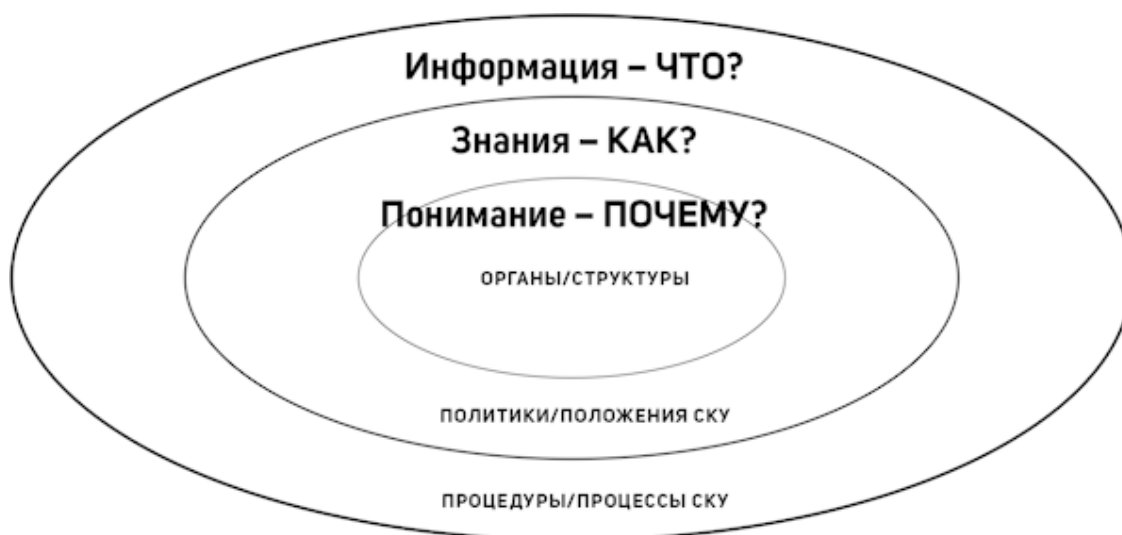 Информация – ЧТО?
Знания – КАК?
Понимание – ПОЧЕМУ?
ОРГАНЫ/СТРУКТУРЫ
ПОЛИТИКИ/ПОЛОЖЕНИЯ СКУ
ПРОЦЕДУРЫ/ПРОЦЕССЫ СКУ